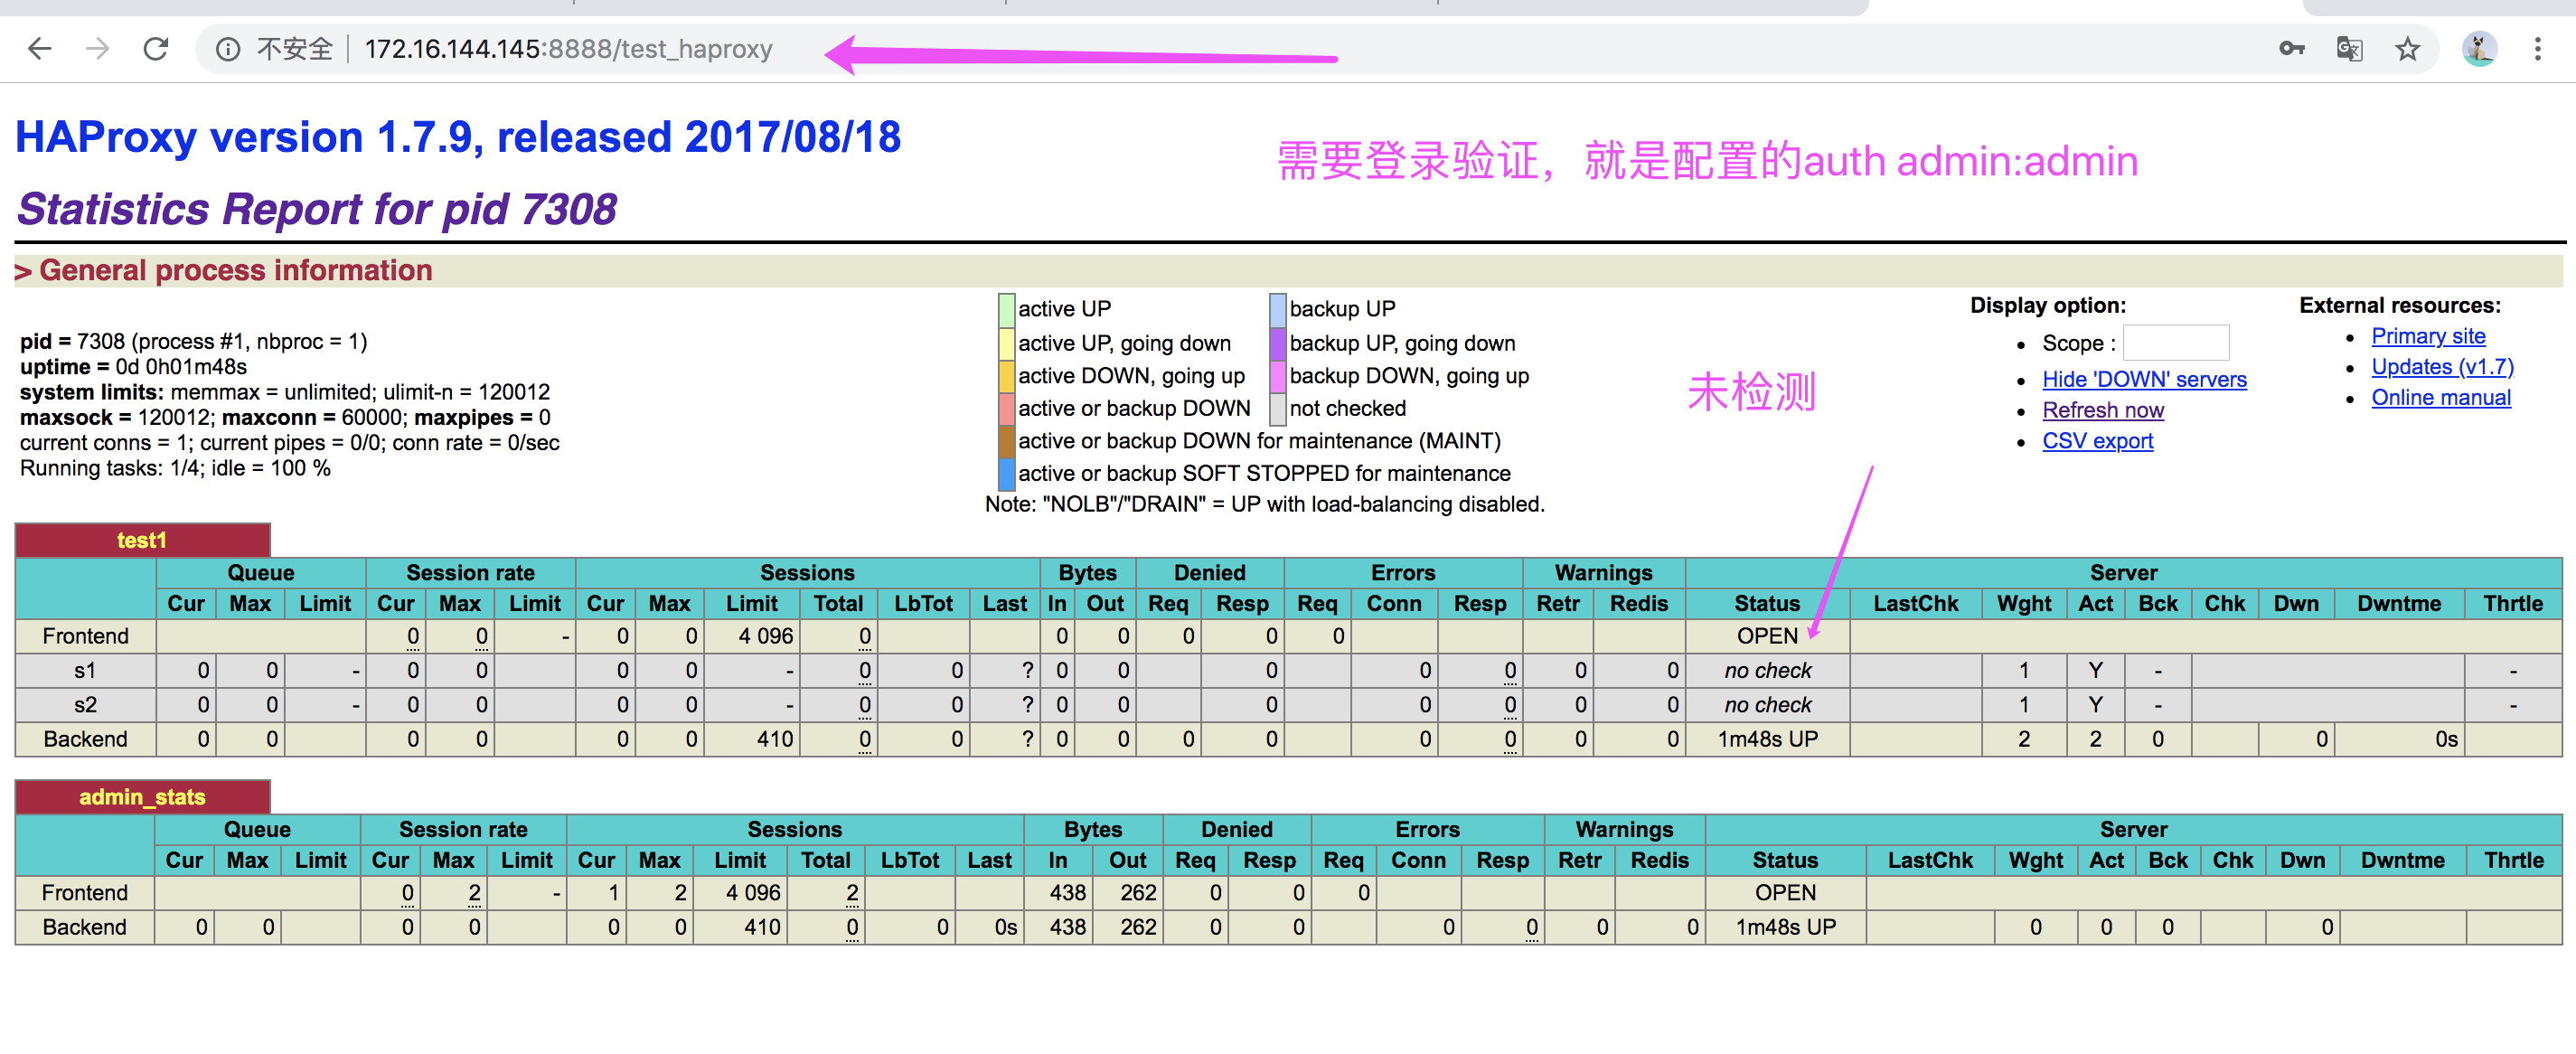 不安全 172.16.144.145:8888/test_haproxy
HAProxy version 1.7.9, released 2017/08/18
需要登录验证，就是配置的auth admin:admin
Statistics Report for pid 7308
> General process information
pid = 7308 (process #1, nbproc = 1)
uptime = 0d 0h01m48s
system limits: memmax = unlimited; ulimit-n = 120012
maxsock = 120012; maxconn = 60000; maxpipes = 0
current conns = 1; current pipes = 0/0; conn rate = 0/sec
Running tasks: 1/4; idle = 100 %
active UP backup UP
active UP, going down backup UP, going down
active DOWN, going up backup DOWN, going up
active or backup DOWN not checked
active or backup DOWN for maintenance (MAINT)
active or backup SOFT STOPPED for maintenance
Note: "NOLB"/"DRAIN" = UP with load-balancing disabled.
未检测
Display option:
• Scope :
• Hide 'DOWN' servers
• Refresh now
• CSV export
External resources:
• Primary site
• Updates (v1.7)
• Online manual
test1
Queue Session rate Sessions Bytes Denied Errors Warnings Server
Cur Max Limit Cur Max Limit Cur Max Limit Total LbTot Last In Out Req Resp Req Conn Resp Retr Redis Status LastChk Wght Act Bck Chk Dwn Dwntme Thrtle
Frontend 0 0 - 0 0 4 096 0 0 0 0 0 0 OPEN
s1 0 0 - 0 0 0 0 - 0 0 ? 0 0 0 0 0 0 0 no check 1 Y - -
s2 0 0 - 0 0 0 0 - 0 0 ? 0 0 0 0 0 0 0 no check 1 Y - -
Backend 0 0 0 0 0 0 410 0 0 ? 0 0 0 0 0 0 0 0 1m48s UP 2 2 0 0 0s
admin_stats
Queue Session rate Sessions Bytes Denied Errors Warnings Server
Cur Max Limit Cur Max Limit Cur Max Limit Total LbTot Last In Out Req Resp Req Conn Resp Retr Redis Status LastChk Wght Act Bck Chk Dwn Dwntme Thrtle
Frontend 0 2 - 1 2 4 096 2 438 262 0 0 0 OPEN
Backend 0 0 0 0 0 0 410 0 0 0s 438 262 0 0 0 0 0 0 1m48s UP 0 0 0 0